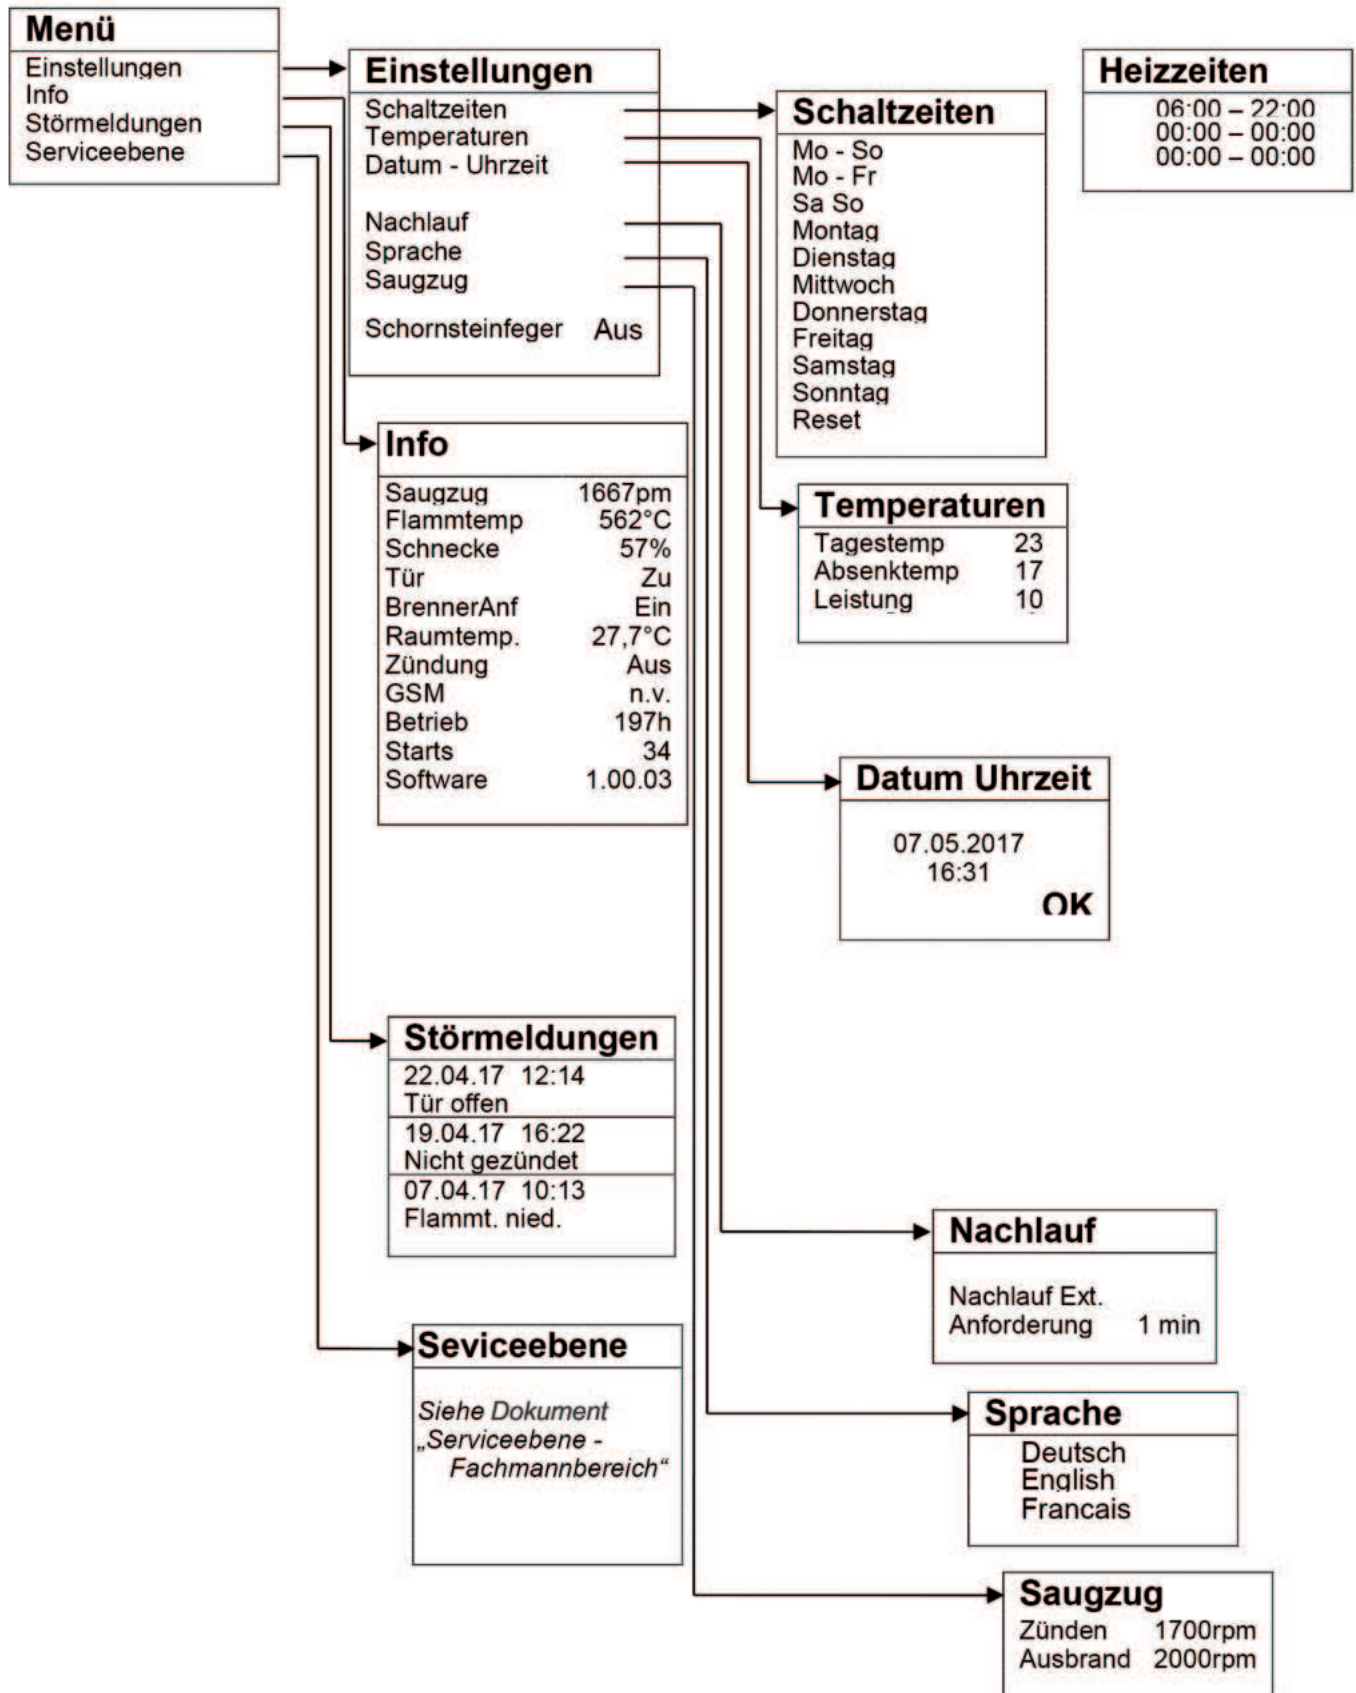 Menü
Einstellungen
Info
Störmeldungen
Serviceebene
Einstellungen
Schaltzeiten
Temperaturen
Datum - Uhrzeit
Nachlauf
Sprache
Saugzug
Schornsteinfeger Aus
Schaltzeiten
Mo - So
Mo - Fr
Sa So
Montag
Dienstag
Mittwoch
Donnerstag
Freitag
Samstag
Sonntag
Reset
Heizzeiten
06:00 – 22:00
00:00 – 00:00
00:00 – 00:00
Info
Saugzug 1667pm
Flammtemp 562°C
Schnecke 57%
Tür Zu
BrennerAnf Ein
Raumtemp. 27,7°C
Zündung Aus
GSM n.v.
Betrieb 197h
Starts 34
Software 1.00.03
Temperaturen
Tagestemp 23
Absenktemp 17
Leistung 10
Datum Uhrzeit
07.05.2017
16:31
OK
Störmeldungen
22.04.17 12:14
Tür offen
19.04.17 16:22
Nicht gezündet
07.04.17 10:13
Flammt. nied.
Nachlauf
Nachlauf Ext.
Anforderung 1 min
Seviceebene
Siehe Dokument
„Serviceebene -
Fachmannbereich“
Sprache
Deutsch
English
Francais
Saugzug
Zünden 1700rpm
Ausbrand 2000rpm